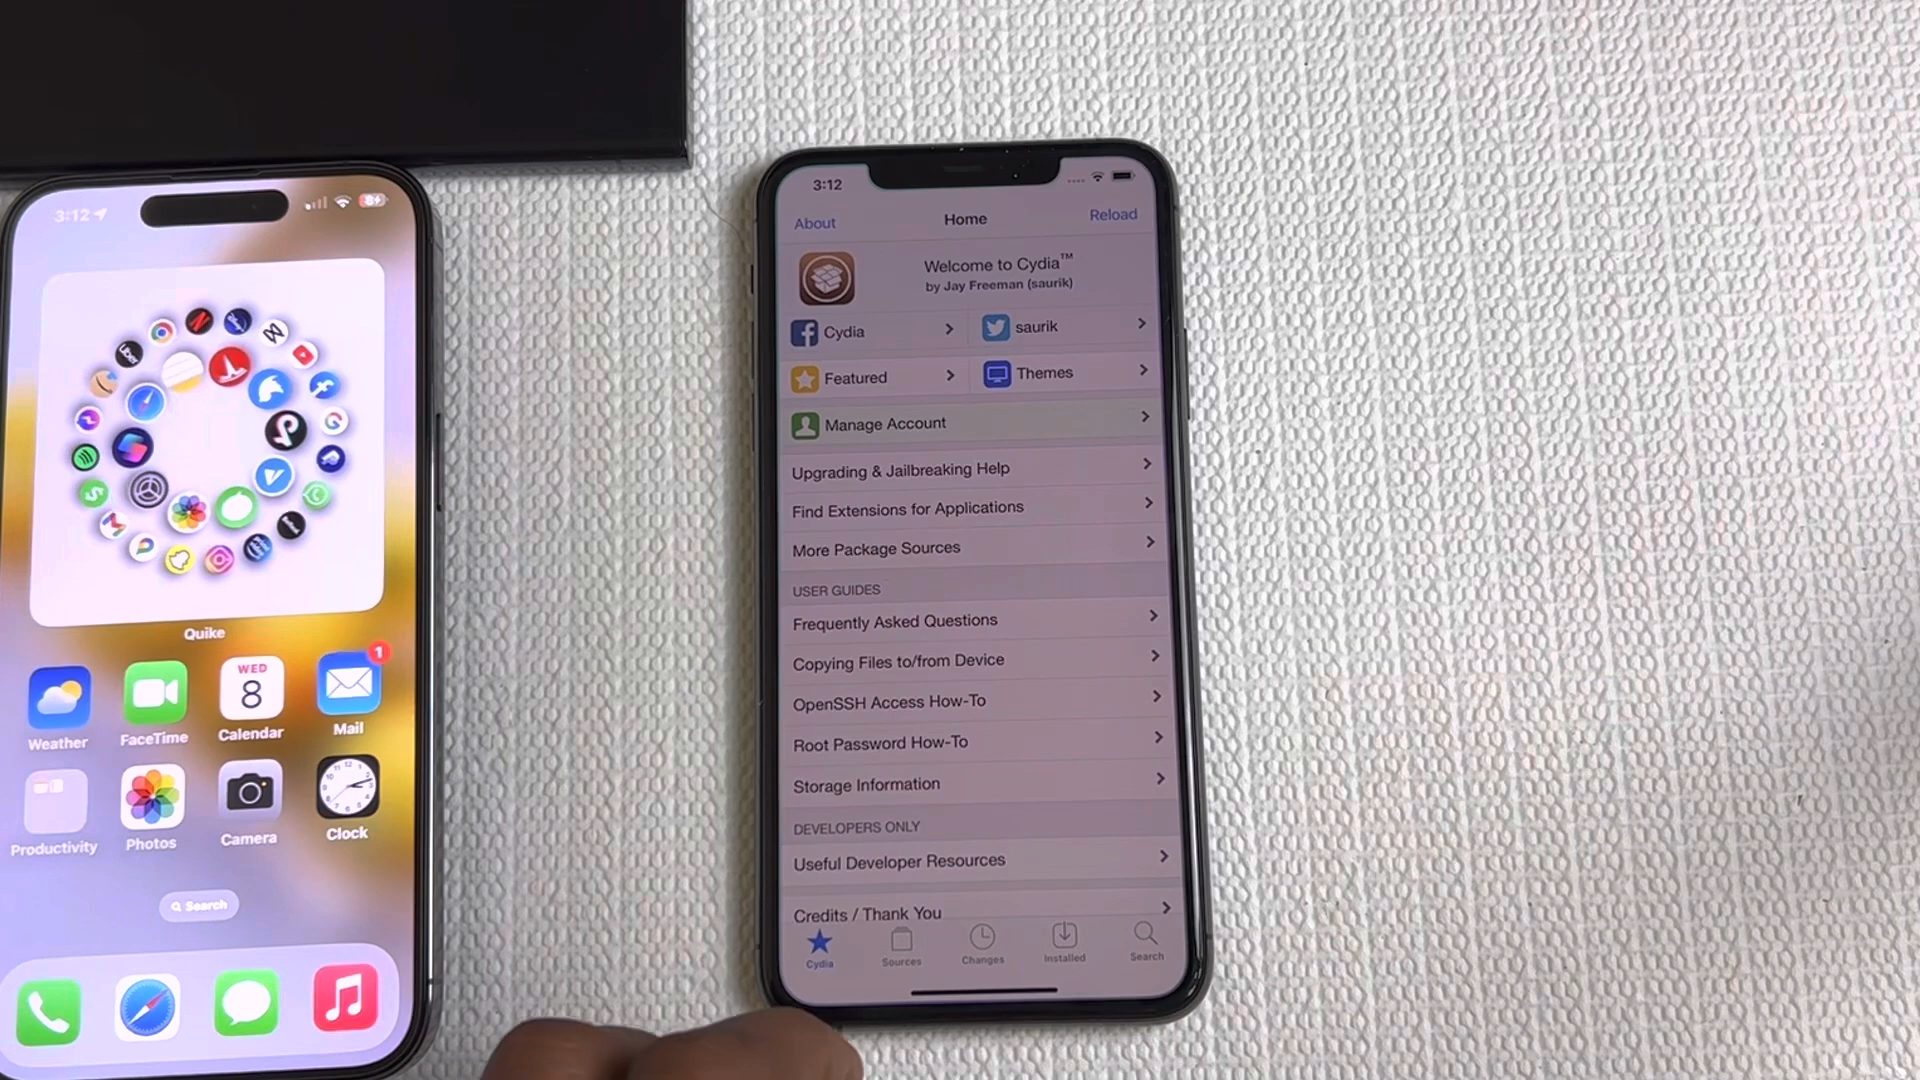 3:12
8
Quike
WED
8
1
Weather
FaceTime
Calendar
Mail
Productivity
Photos
Camera
Clock
Search
3:12
About
Home
Reload
Welcome to Cydia™
by Jay Freeman (saurik)
Cydia
saurik
Featured
Themes
Manage Account
Upgrading & Jailbreaking Help
Find Extensions for Applications
More Package Sources
USER GUIDES
Frequently Asked Questions
Copying Files to/from Device
OpenSSH Access How-To
Root Password How-To
Storage Information
DEVELOPERS ONLY
Useful Developer Resources
Credits / Thank You
Cydia
Sources
Changes
Installed
Search